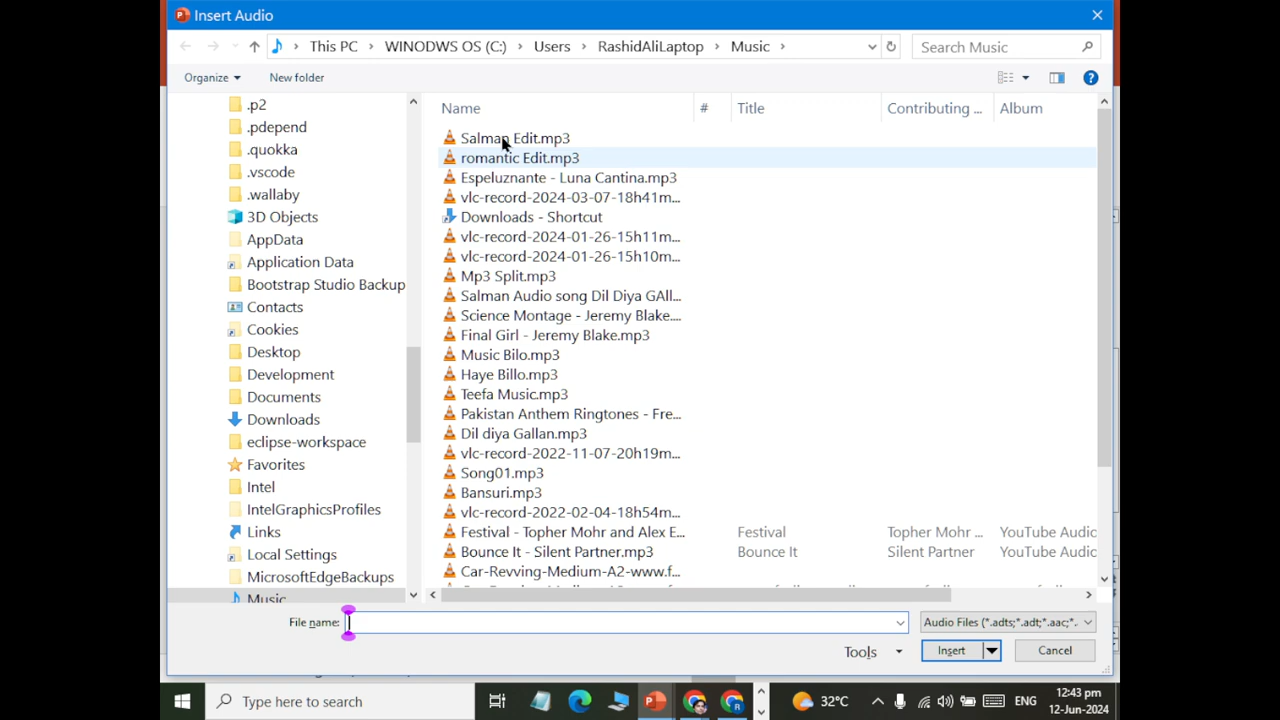 Insert Audio
This PC > WINODWS OS (C:) > Users > RashidAliLaptop > Music >
Search Music
Organize
New folder
.p2
.pdepend
.quokka
.vscode
.wallaby
3D Objects
AppData
Application Data
Bootstrap Studio Backup
Contacts
Cookies
Desktop
Development
Documents
Downloads
eclipse-workspace
Favorites
Intel
IntelGraphicsProfiles
Links
Local Settings
MicrosoftEdgeBackups
Music
Name # Title Contributing ... Album
Salman Edit.mp3
romantic Edit.mp3
Espeluznante - Luna Cantina.mp3
vlc-record-2024-03-07-18h41m...
Downloads - Shortcut
vlc-record-2024-01-26-15h11m...
vlc-record-2024-01-26-15h10m...
Mp3 Split.mp3
Salman Audio song Dil Diya GAll...
Science Montage - Jeremy Blake....
Final Girl - Jeremy Blake.mp3
Music Bilo.mp3
Haye Billo.mp3
Teefa Music.mp3
Pakistan Anthem Ringtones - Fre...
Dil diya Gallan.mp3
vlc-record-2022-11-07-20h19m...
Song01.mp3
Bansuri.mp3
vlc-record-2022-02-04-18h54m...
Festival - Topher Mohr and Alex E... Festival Topher Mohr ... YouTube Audio
Bounce It - Silent Partner.mp3 Bounce It Silent Partner YouTube Audio
Car-Revving-Medium-A2-www.f...
File name:
Audio Files (*.adts;*.adt;*.aac;*.
Tools
Insert
Cancel
Type here to search
32°C
ENG
12:43 pm
12-Jun-2024